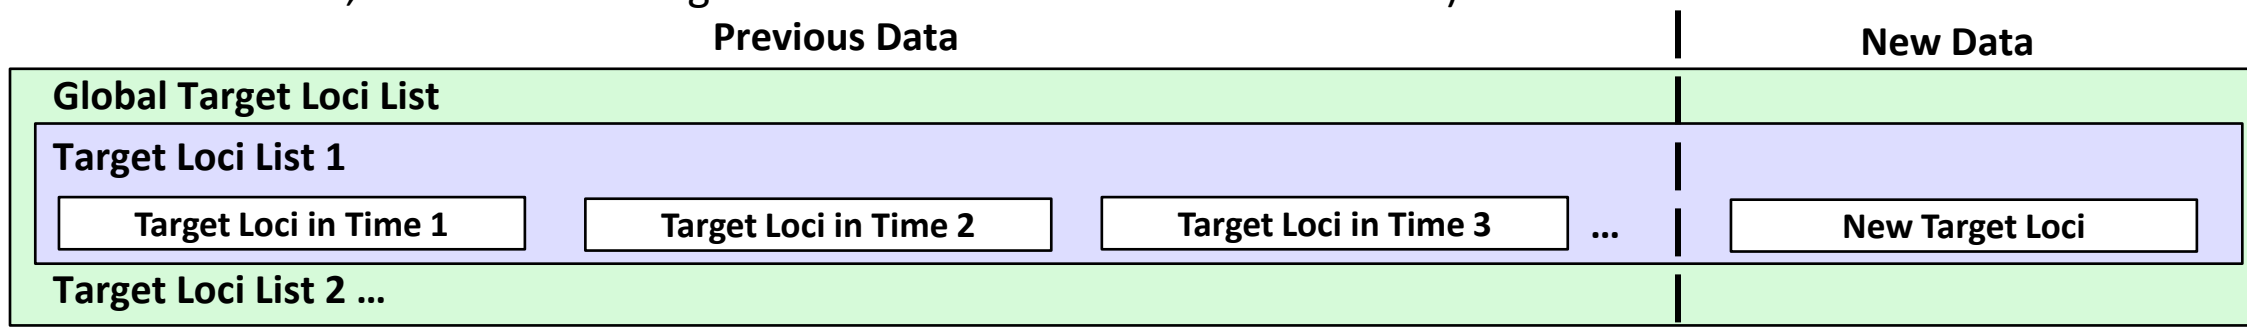 Previous Data
New Data
Global Target Loci List
Target Loci List 1
Target Loci in Time 1
Target Loci in Time 2
Target Loci in Time 3
...
New Target Loci
Target Loci List 2 ...